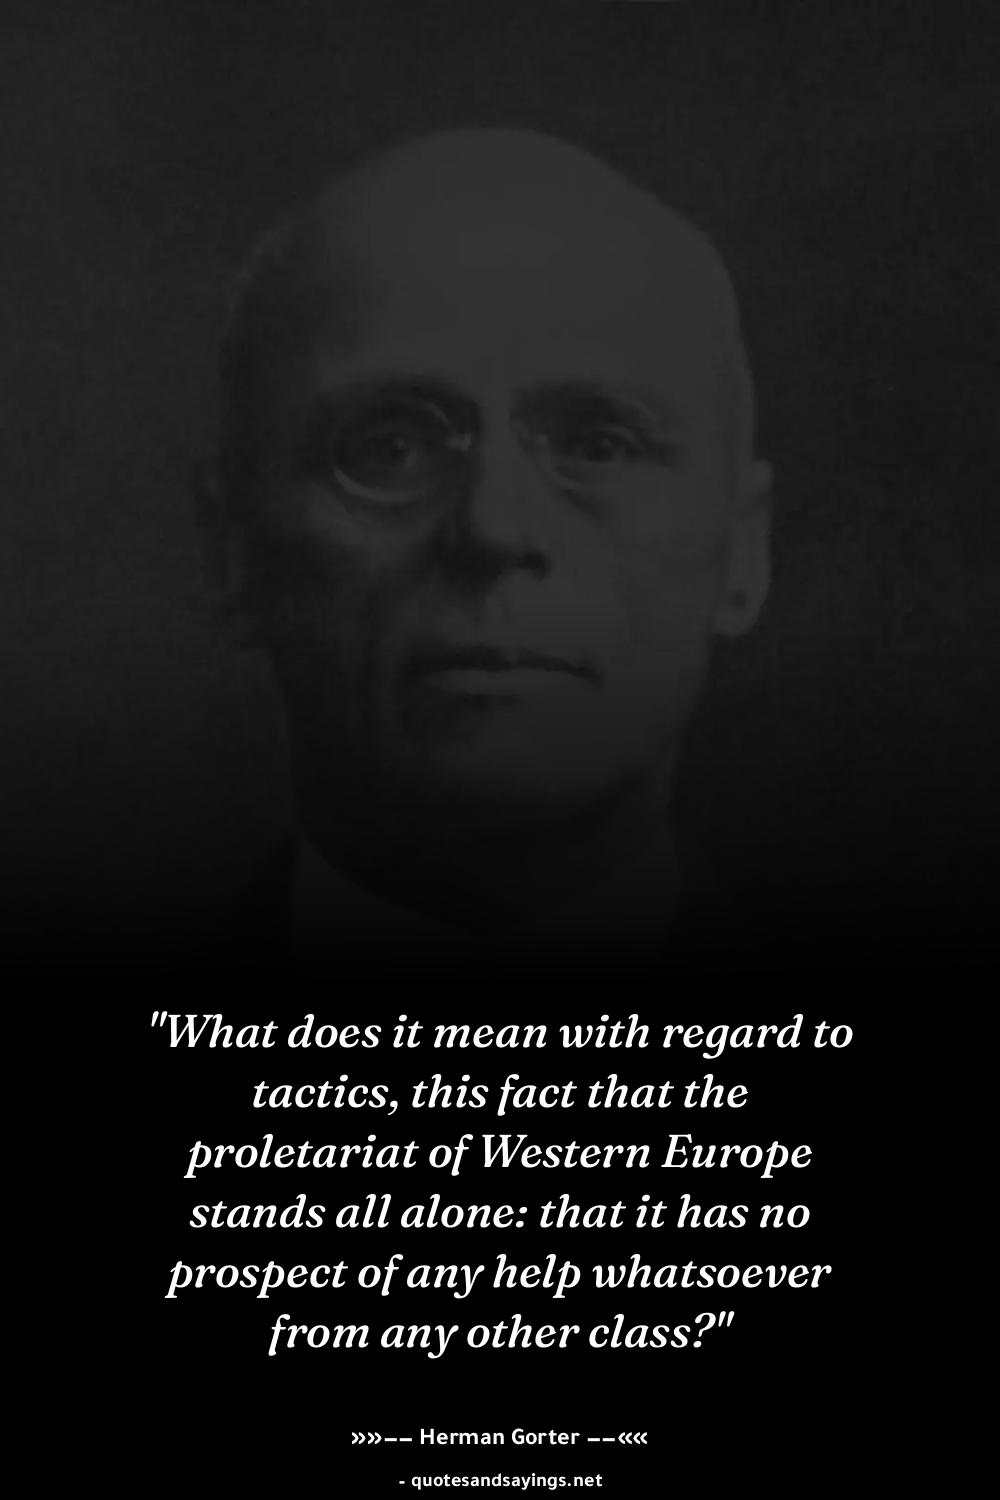 "What does it mean with regard to
tactics, this fact that the
proletariat of Western Europe
stands all alone: that it has no
prospect of any help whatsoever
from any other class?"
»»−− Herman Gorter −−««
- quotesandsayings.net